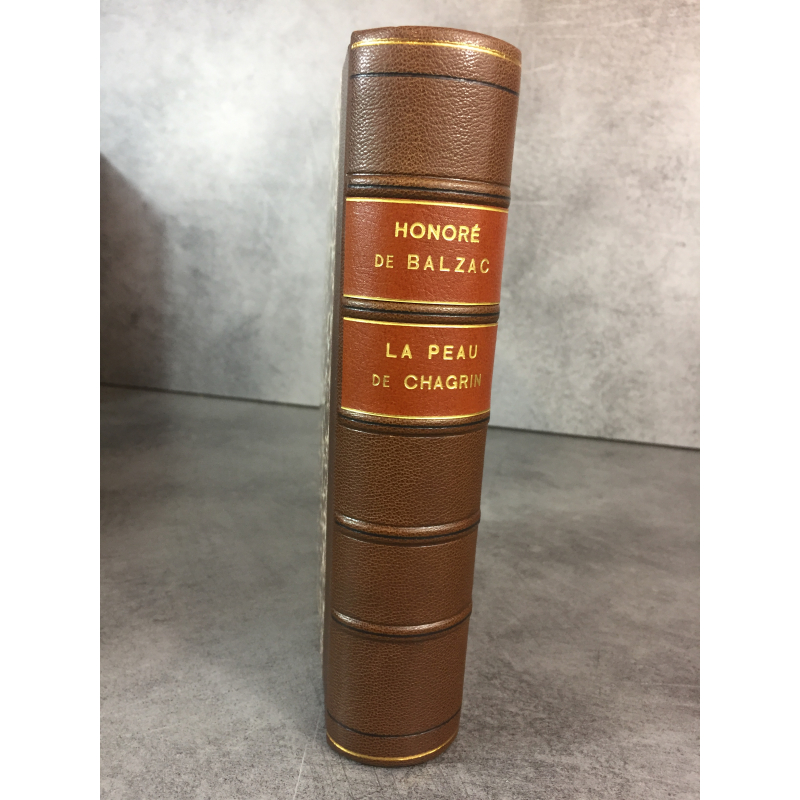 HONORÉ
DE BALZAC
LA PEAU
DE CHAGRIN